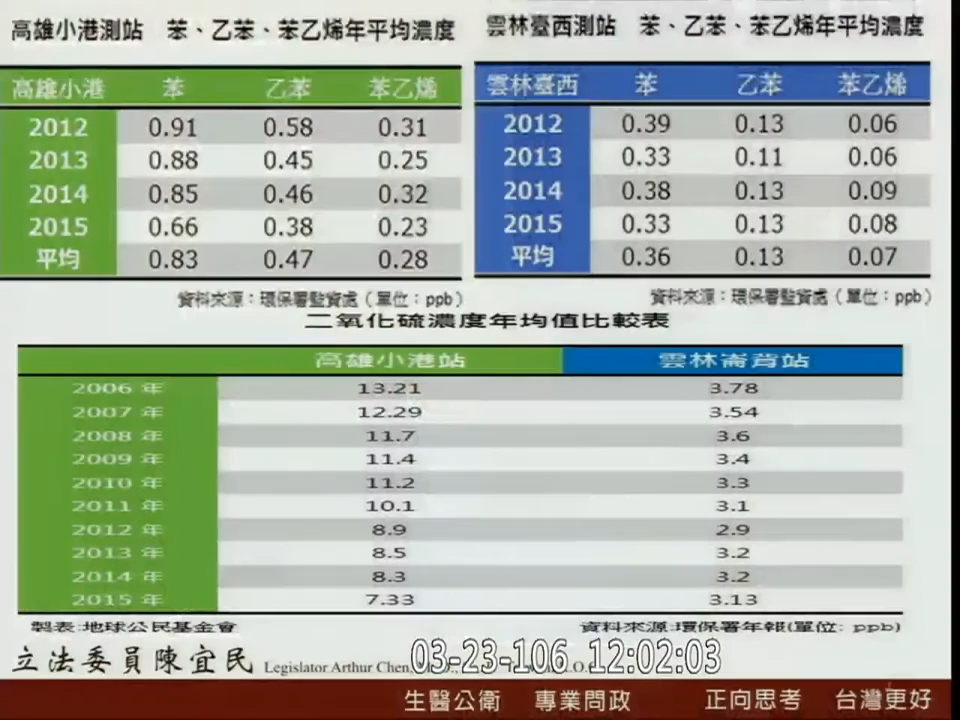 高雄小港測站 苯、乙苯、苯乙烯年平均濃度
高雄小港 苯 乙苯 苯乙烯
2012 0.91 0.58 0.31
2013 0.88 0.45 0.25
2014 0.85 0.46 0.32
2015 0.66 0.38 0.23
平均 0.83 0.47 0.28
資料來源：環保署監資處（單位：ppb）
雲林臺西測站 苯、乙苯、苯乙烯年平均濃度
雲林臺西 苯 乙苯 苯乙烯
2012 0.39 0.13 0.06
2013 0.33 0.11 0.06
2014 0.38 0.13 0.09
2015 0.33 0.13 0.08
平均 0.36 0.13 0.07
資料來源：環保署監資處（單位：ppb）
二氧化硫濃度年均值比較表
高雄小港站 雲林崙背站
2006 年 13.21 3.78
2007 年 12.29 3.54
2008 年 11.7 3.6
2009 年 11.4 3.4
2010 年 11.2 3.3
2011 年 10.1 3.1
2012 年 8.9 2.9
2013 年 8.5 3.2
2014 年 8.3 3.2
2015 年 7.33 3.13
製表:地球公民基金會 資料來源:環保署年報(單位: ppb)
立法委員陳宜民 Legislator Arthur Chen,
03-23-106 12:02:03
生醫公衛 專業問政 正向思考 台灣更好